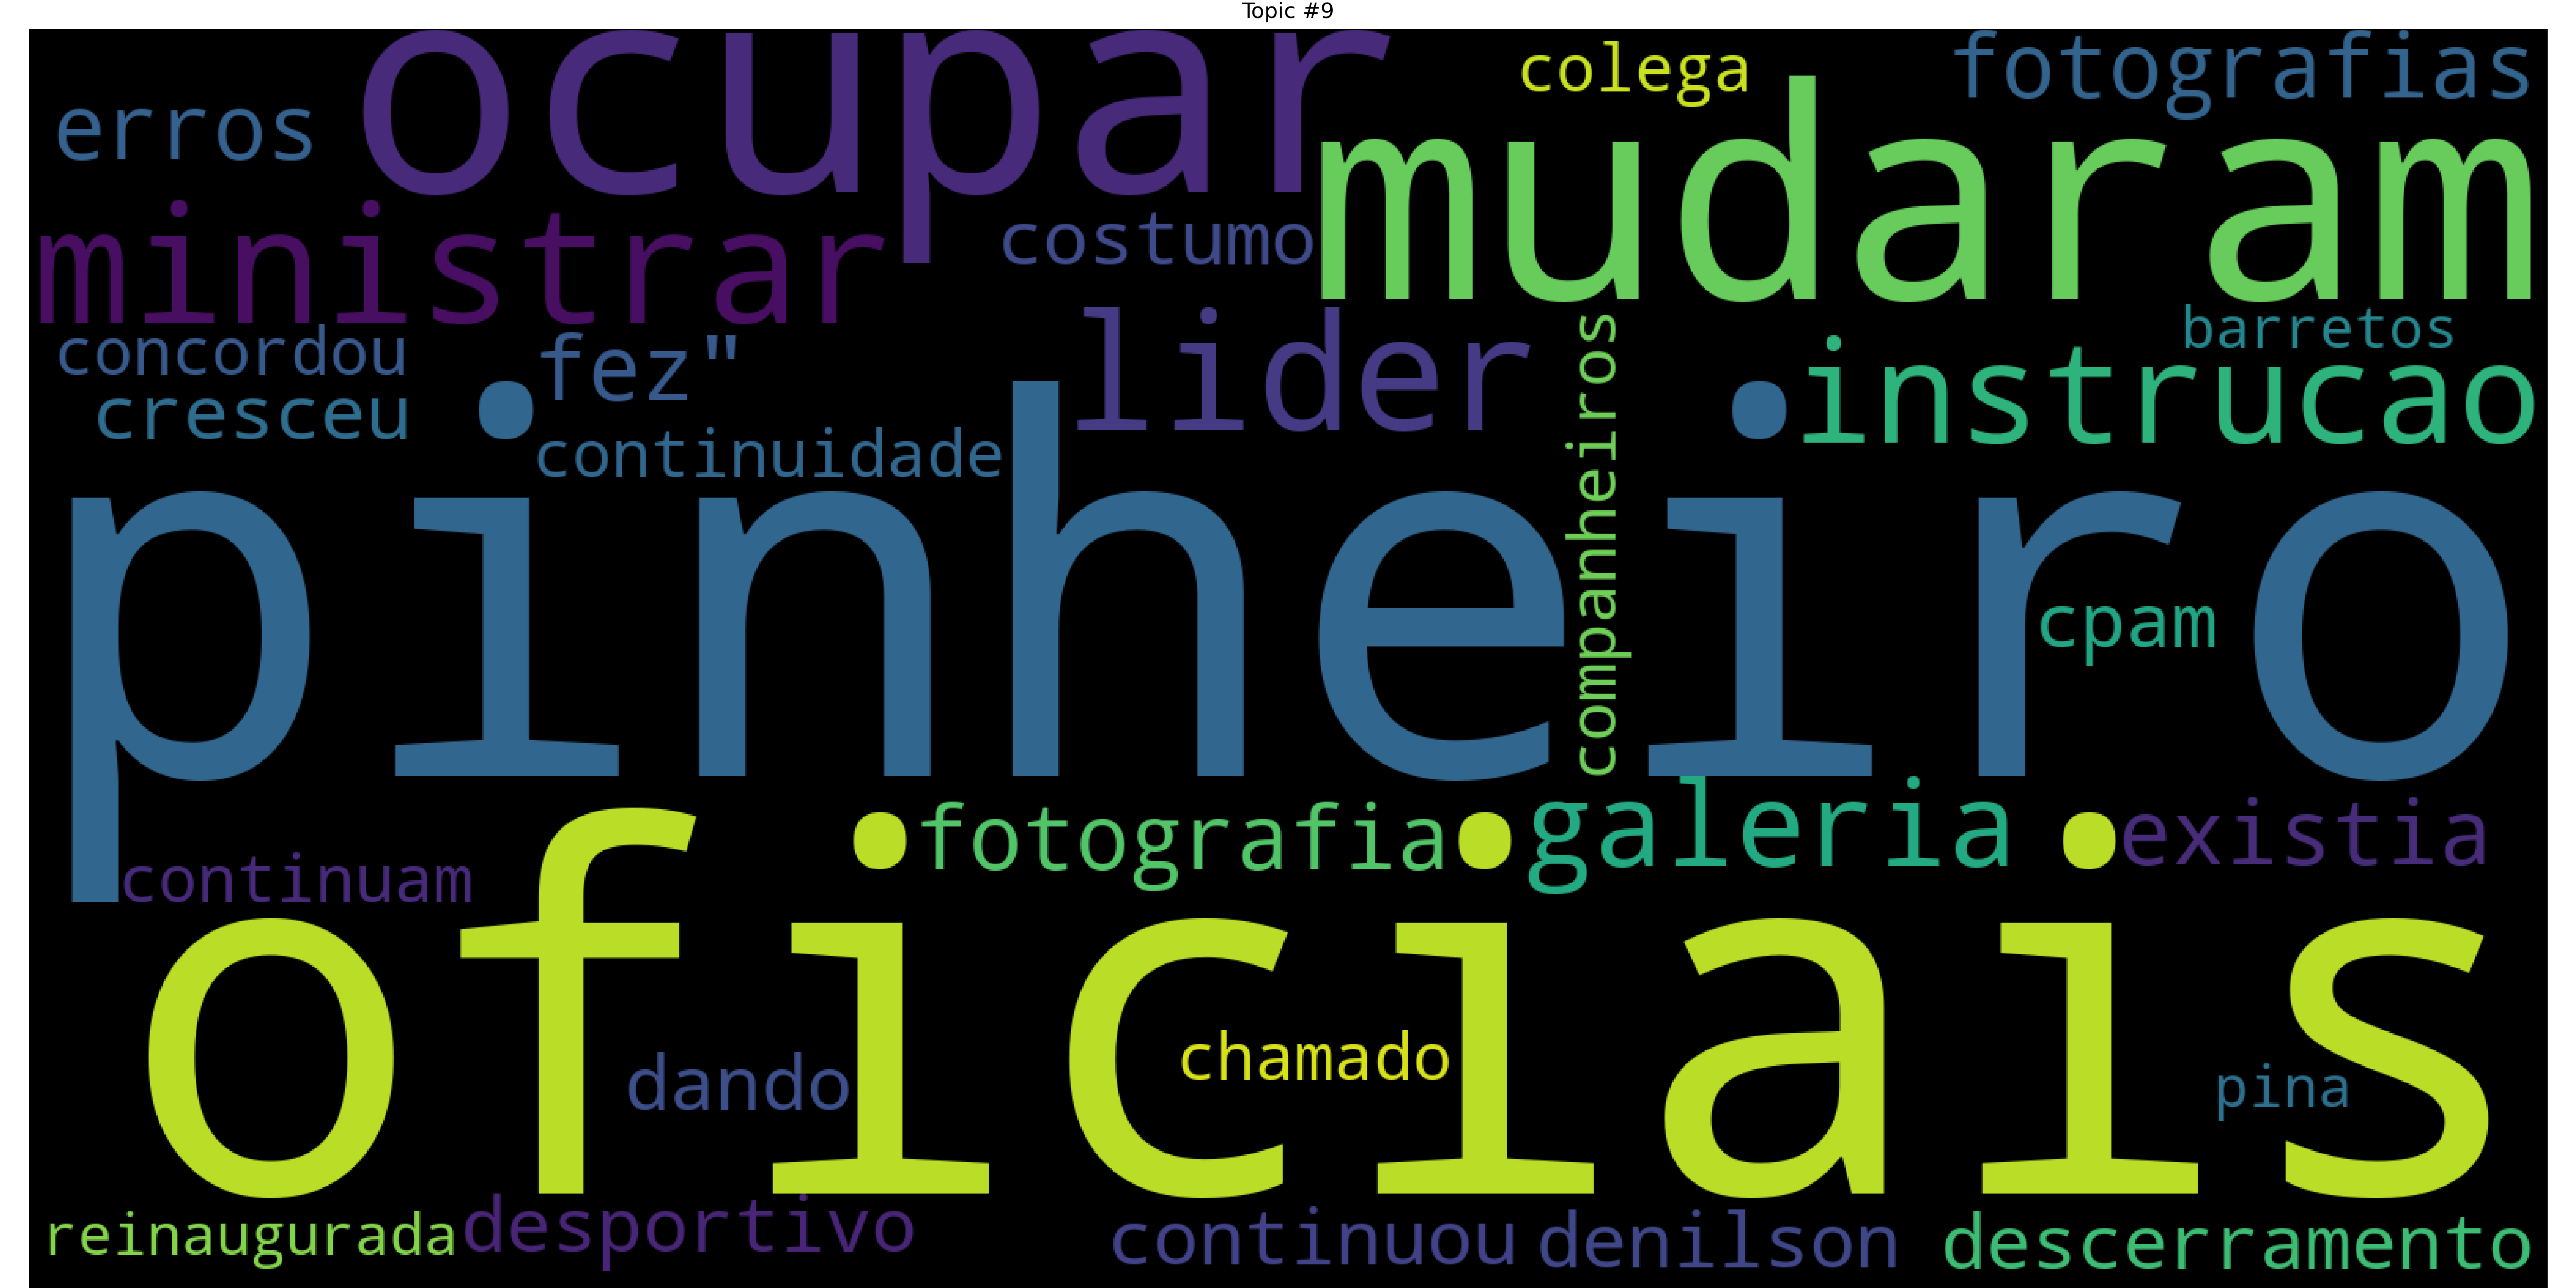 Topic #9
ocupar
colega
fotografias
erros
mudaram
ministrar
costumo
lider
barretos
concordou
fez"
companheiros
instrucao
cresceu
continuidade
pinheiro
cpam
fotografia
galeria
existia
continuam
oficiais
dando
chamado
pina
reinaugurada
desportivo
continuou
denilson
descerramento